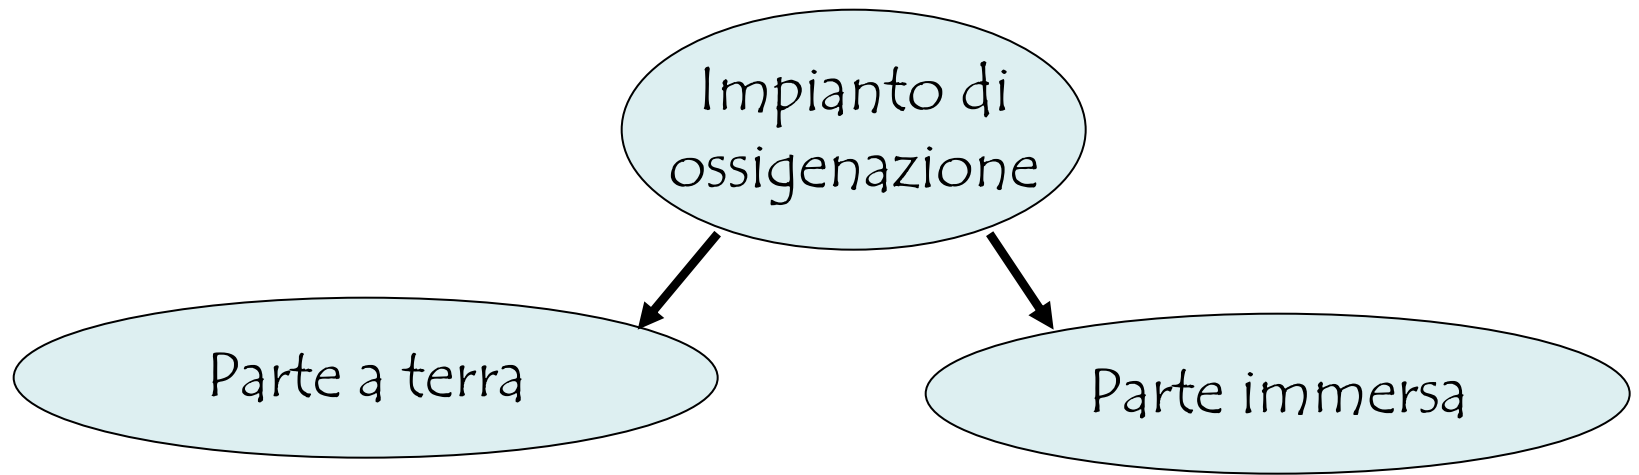 Impianto di
ossigenazione
Parte a terra
Parte immersa